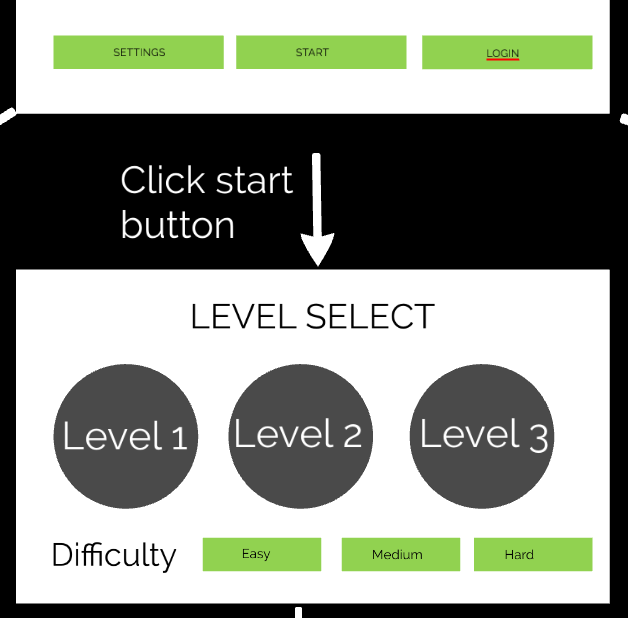 SETTINGS START LOGIN
Click start
button
LEVEL SELECT
Level 1 Level 2 Level 3
Difficulty Easy Medium Hard